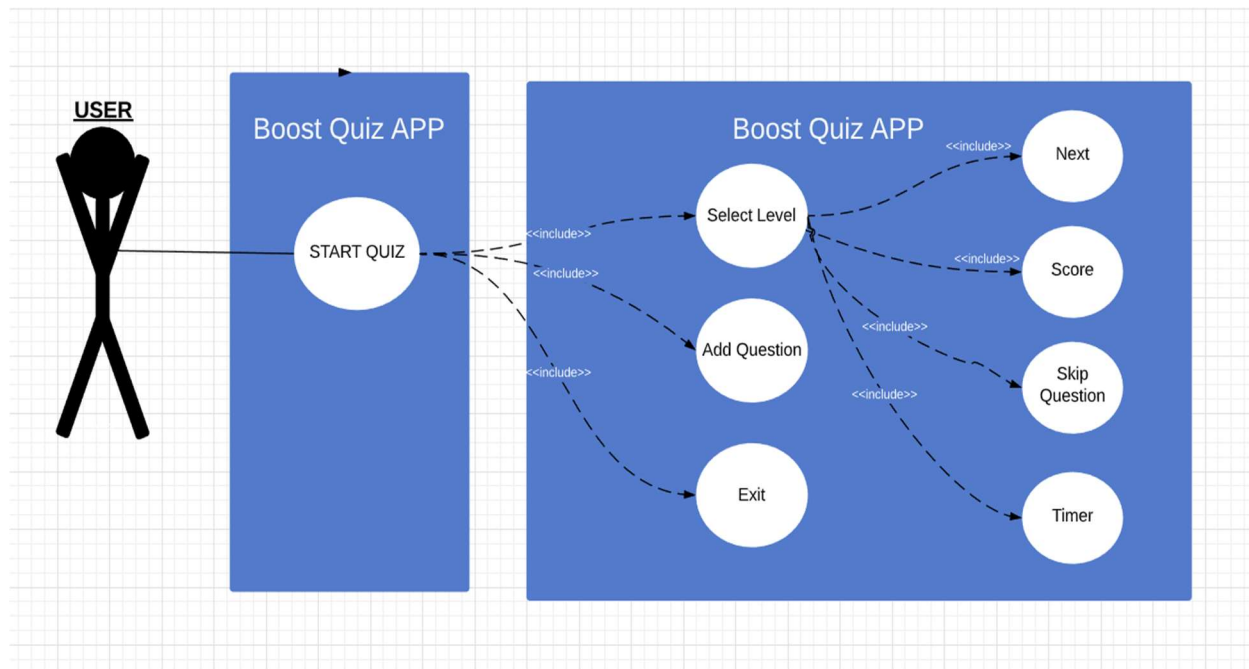 USER
Boost Quiz APP
START QUIZ
Boost Quiz APP
<<include>>
<<include>>
<<include>>
Select Level
Add Question
Exit
<<include>>
<<include>>
<<include>>
<<include>>
Next
Score
Skip
Question
Timer